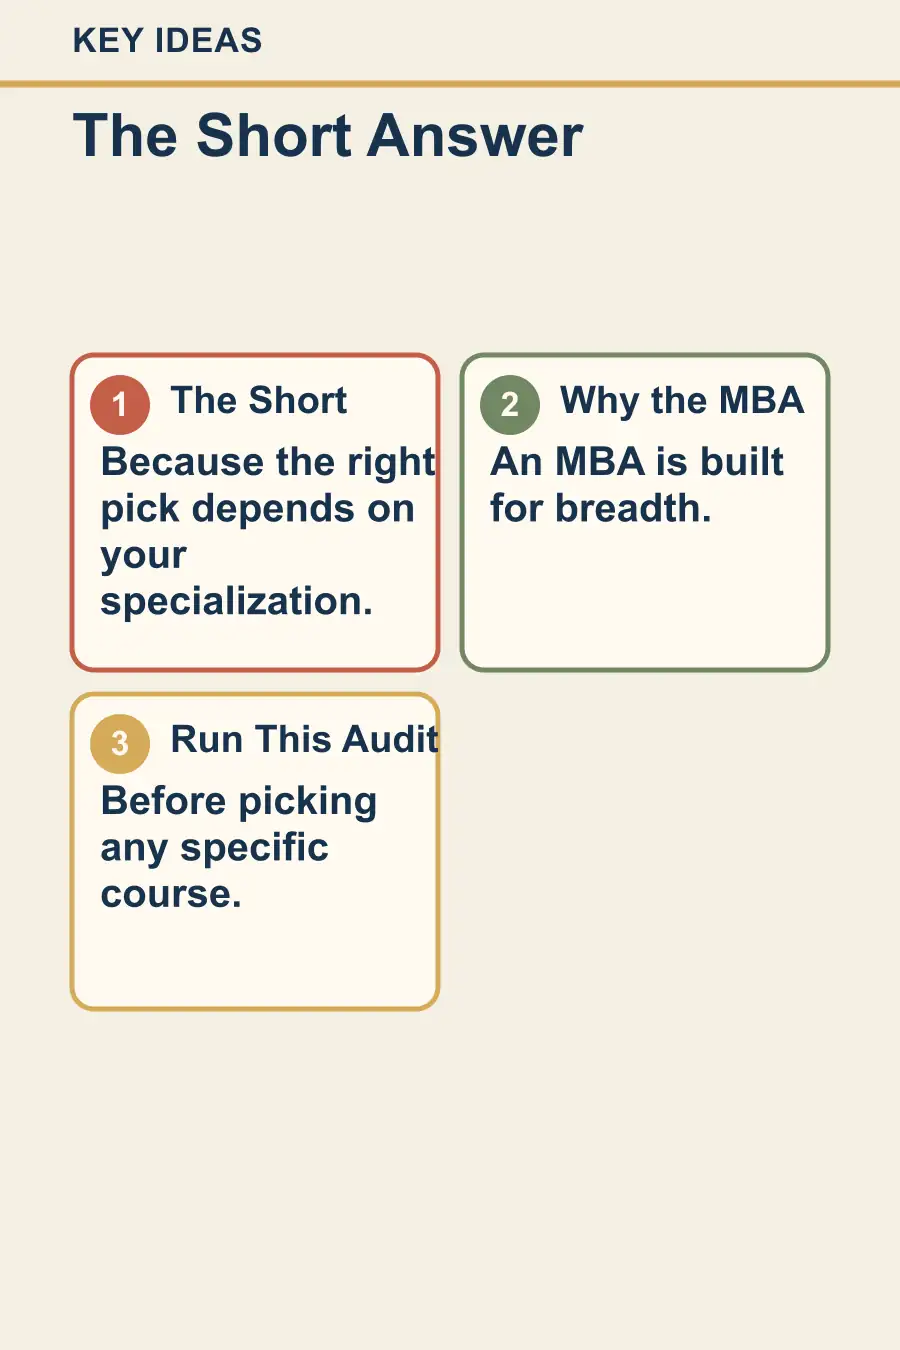 KEY IDEAS
The Short Answer
1 The Short
Because the right
pick depends on
your
specialization.
2 Why the MBA
An MBA is built
for breadth.
3 Run This Audit
Before picking
any specific
course.